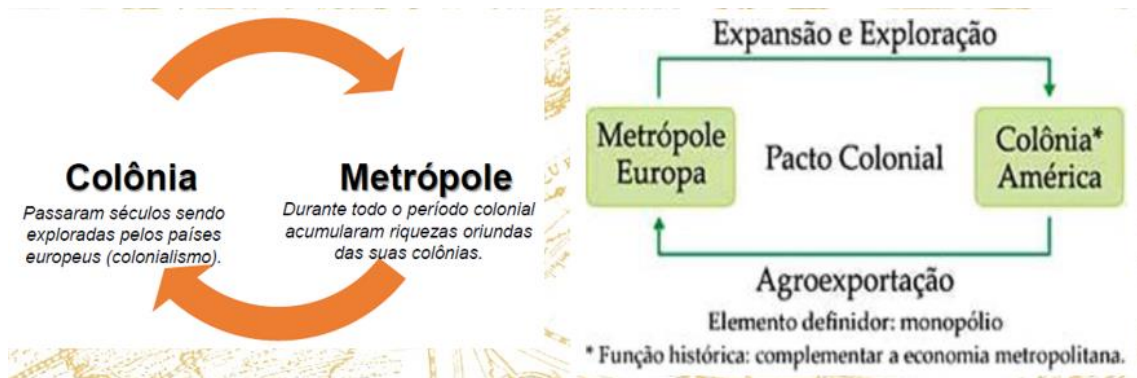 Colônia
Passaram séculos sendo
exploradas pelos países
europeus (colonialismo).
Metrópole
Durante todo o período colonial
acumularam riquezas oriundas
das suas colônias.
Expansão e Exploração
Metrópole
Europa
Pacto Colonial
Colônia*
América
Agroexportação
Elemento definidor: monopólio
* Função histórica: complementar a economia metropolitana.